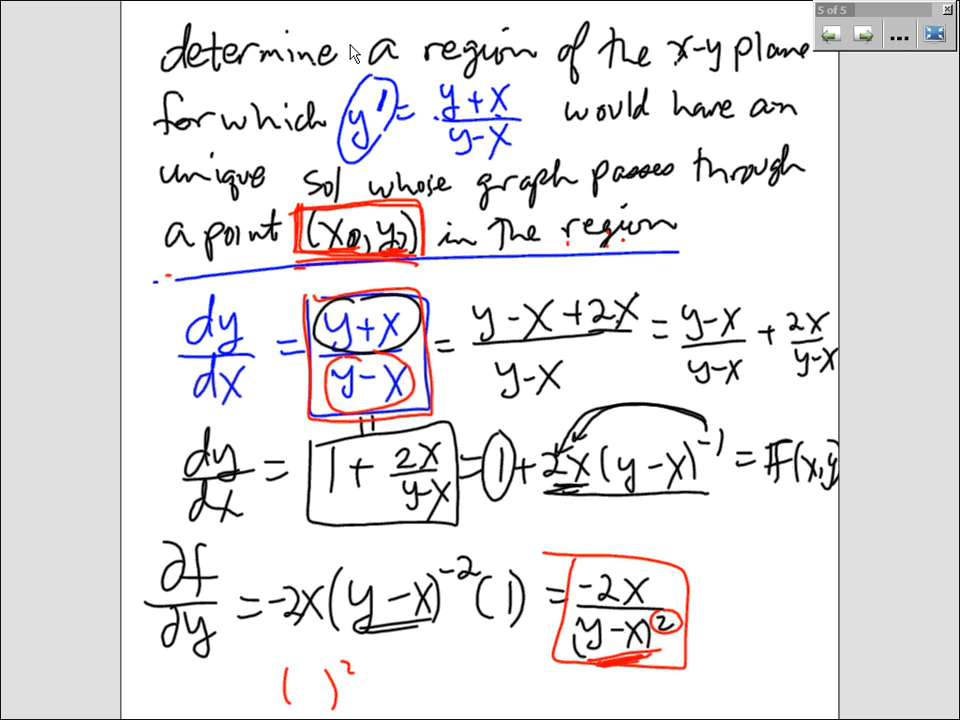 5 of 5
determine a region of the x-y plane
for which y' = y+x / y-x would have an
unique sol whose graph passes through
a point (x0, y0) in the region
dy/dx = y+x / y-x = y-x+2x / y-x = y-x / y-x + 2x / y-x
dy/dx = 1 + 2x / y-x = 1 + 2x(y-x)^-1 = F(x,y
∂f/∂y = -2x(y-x)^-2 (1) = -2x / (y-x)^2
( )^2